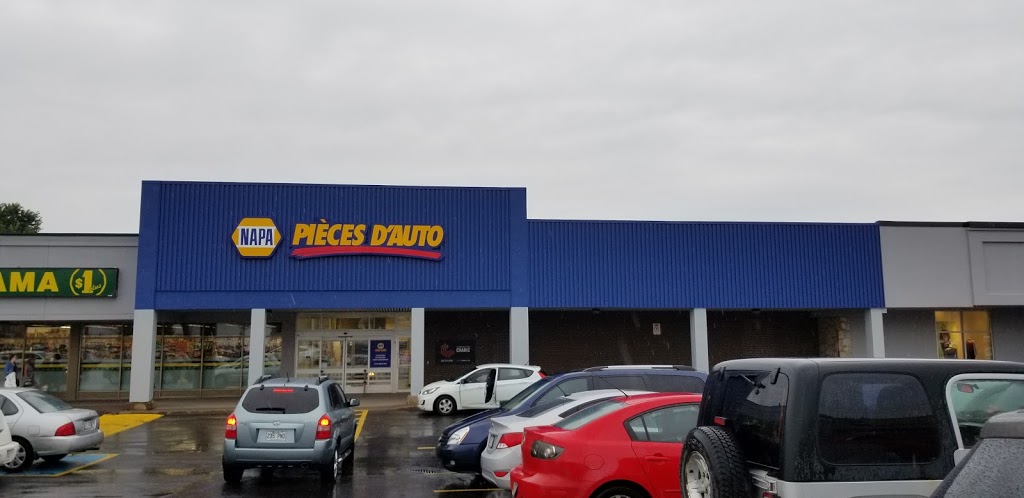 NAPA
PIÈCES D'AUTO
AMA $1